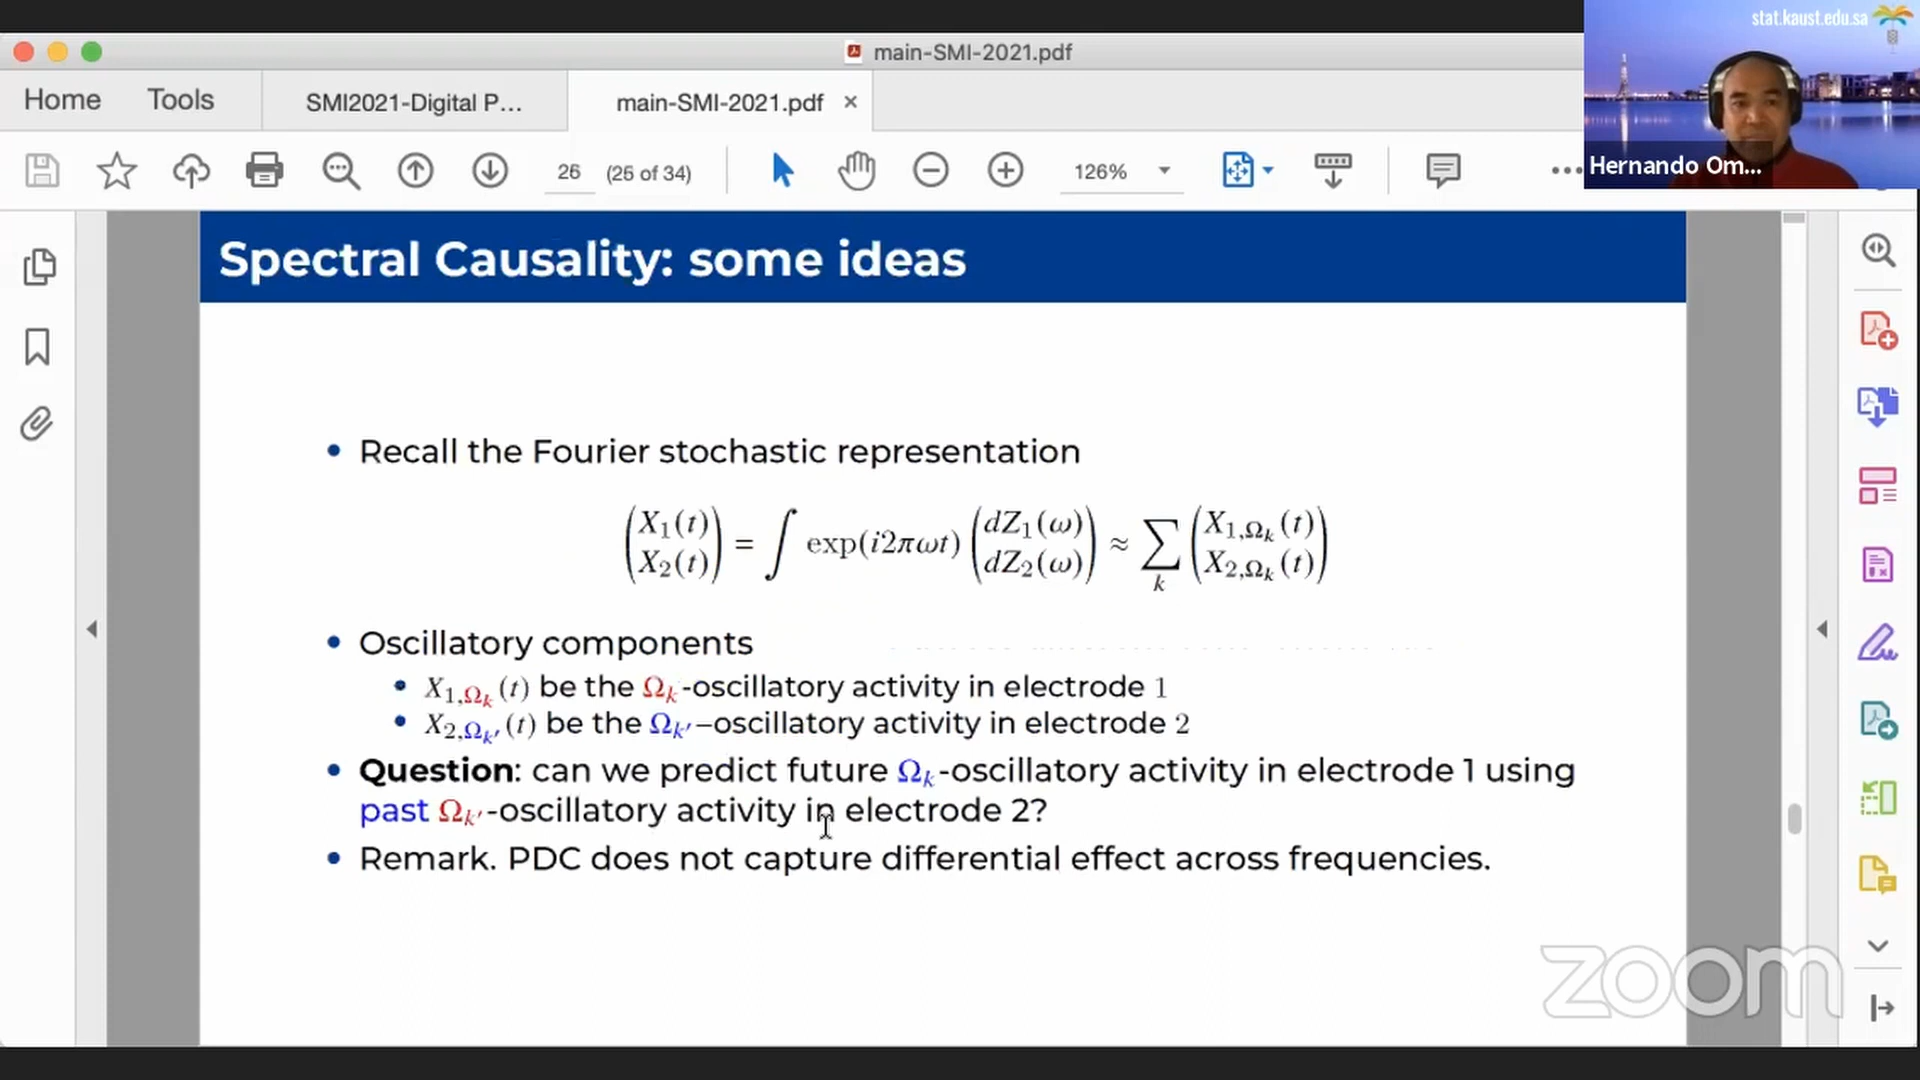 stat.kaust.edu.sa
main-SMI-2021.pdf
Home Tools SMI2021-Digital P... main-SMI-2021.pdf ×
26 (26 of 34) 126%
Hernando Om...
Spectral Causality: some ideas
• Recall the Fourier stochastic representation
(X₁(t) X₂(t)) = ∫ exp(i2πωt) (dZ₁(ω) dZ₂(ω)) ≈ ∑ₖ (X₁,Ωₖ(t) X₂,Ωₖ(t))
• Oscillatory components
• X₁,Ωₖ(t) be the Ωₖ-oscillatory activity in electrode 1
• X₂,Ωₖ′(t) be the Ωₖ′–oscillatory activity in electrode 2
• Question: can we predict future Ωₖ-oscillatory activity in electrode 1 using
past Ωₖ′-oscillatory activity in electrode 2?
• Remark. PDC does not capture differential effect across frequencies.
zoom